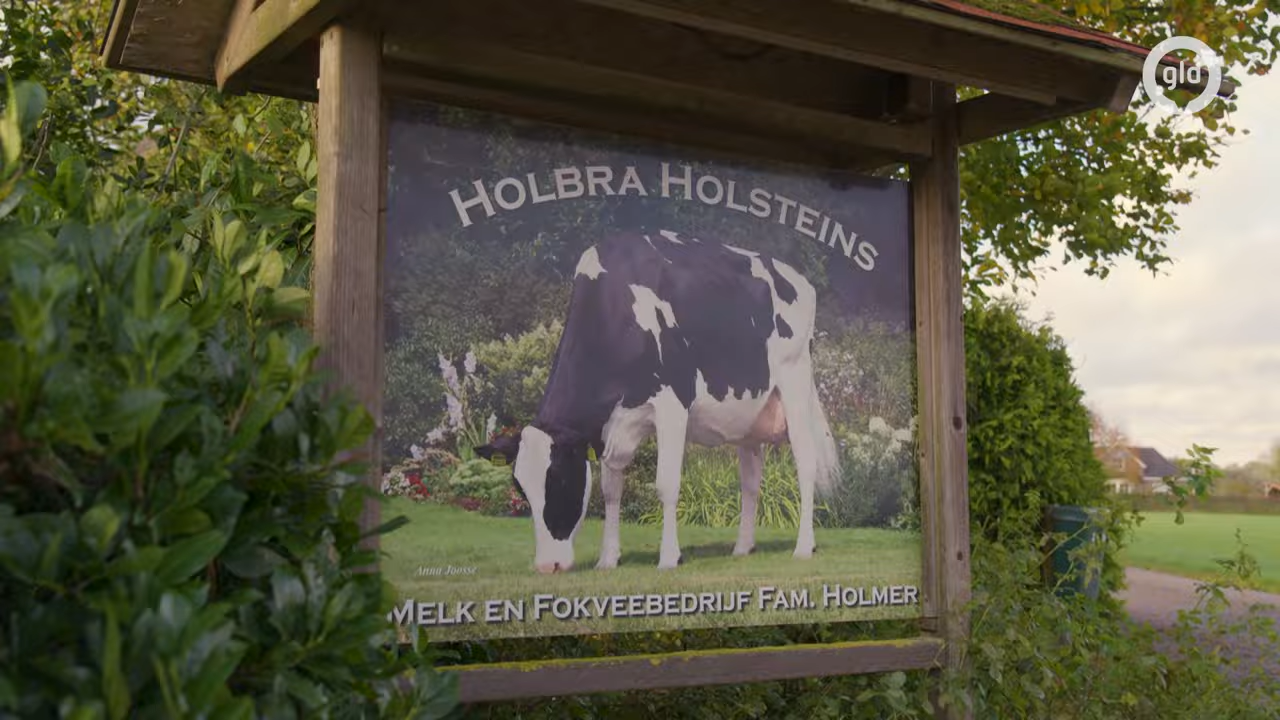 gld
HOLBRA HOLSTEINS
Anna Joosse
MELK EN FOKVEEBEDRIJF FAM. HOLMER